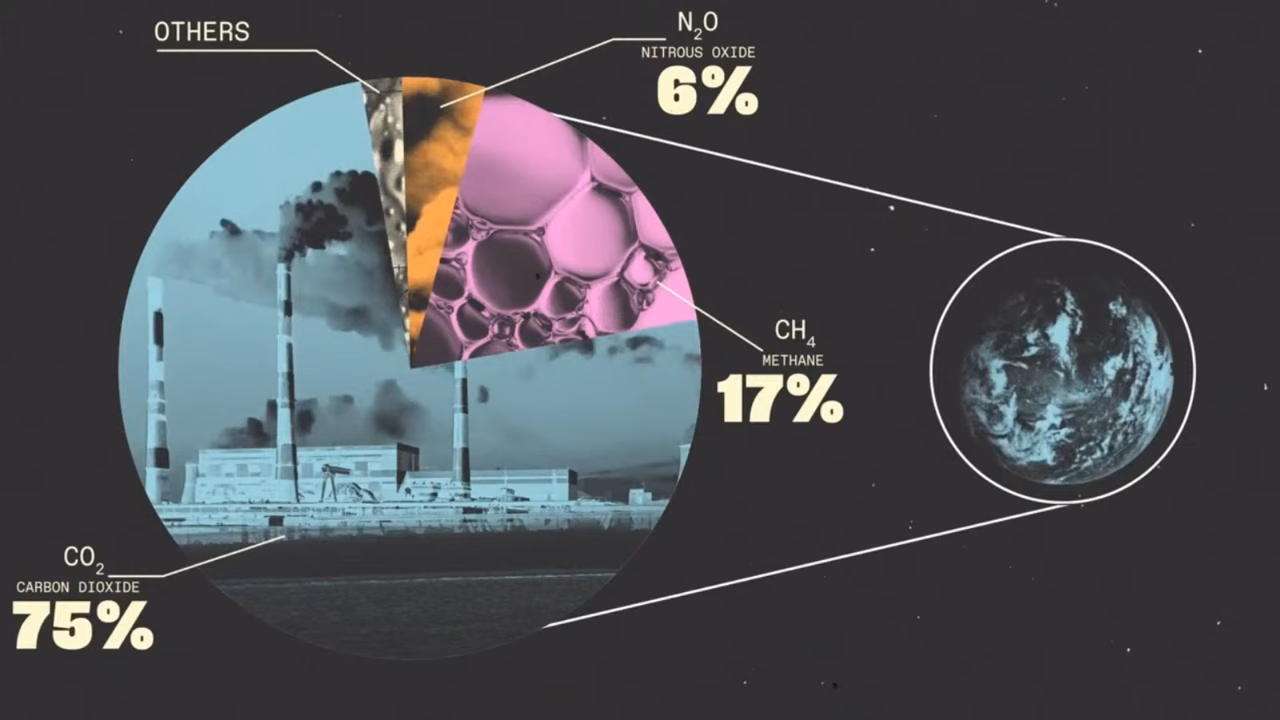 OTHERS
N₂O
NITROUS OXIDE
6%
CH₄
METHANE
17%
CO₂
CARBON DIOXIDE
75%